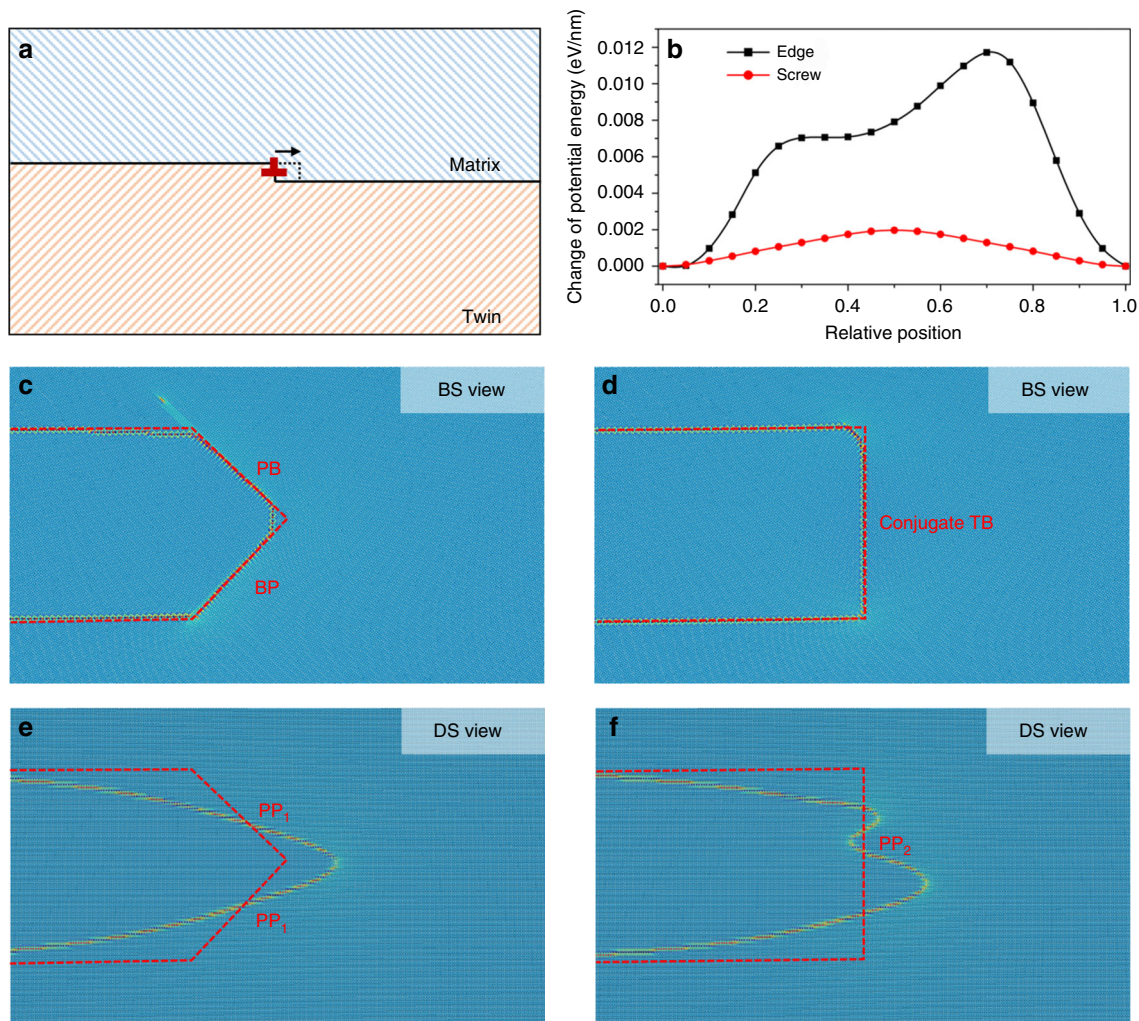 a
Matrix
Twin
b
Edge
Screw
Change of potential energy (eV/nm)
0.012
0.010
0.008
0.006
0.004
0.002
0.000
0.0 0.2 0.4 0.6 0.8 1.0
Relative position
c
BS view
PB
BP
d
BS view
Conjugate TB
e
DS view
PP1
PP1
f
DS view
PP2